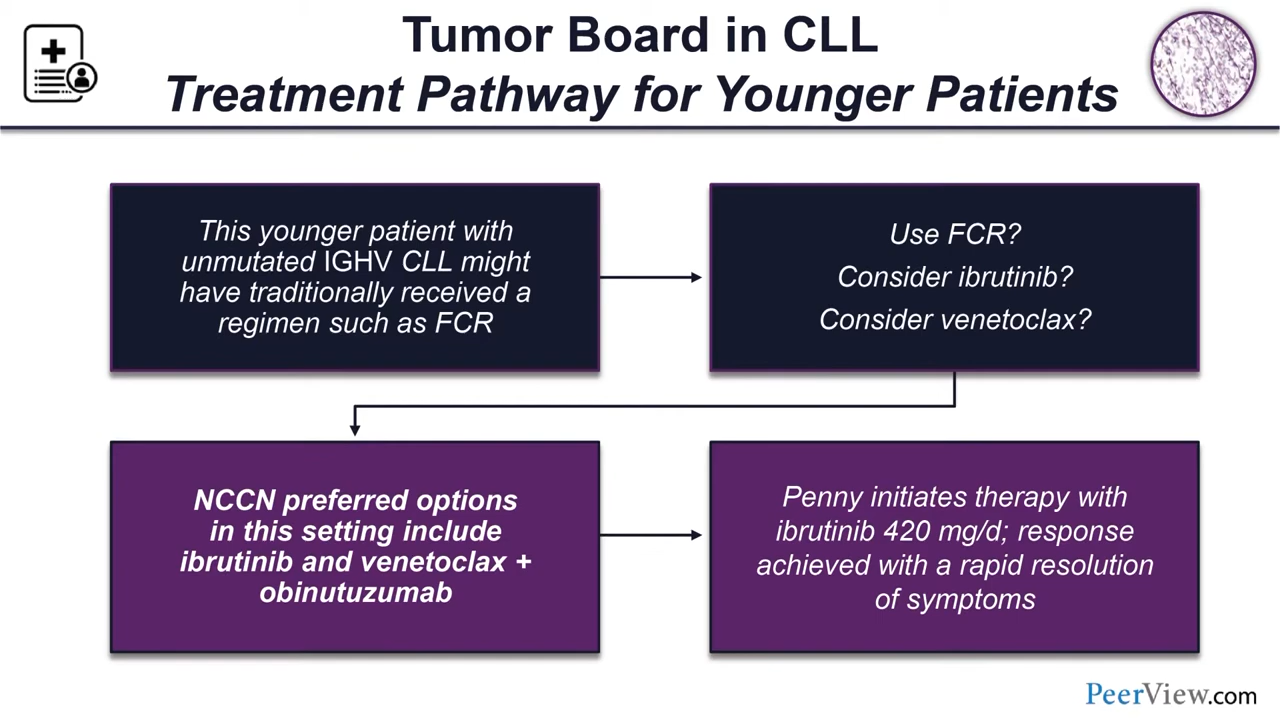 Tumor Board in CLL
Treatment Pathway for Younger Patients
This younger patient with
unmutated IGHV CLL might
have traditionally received a
regimen such as FCR
Use FCR?
Consider ibrutinib?
Consider venetoclax?
NCCN preferred options
in this setting include
ibrutinib and venetoclax +
obinutuzumab
Penny initiates therapy with
ibrutinib 420 mg/d; response
achieved with a rapid resolution
of symptoms
PeerView.com